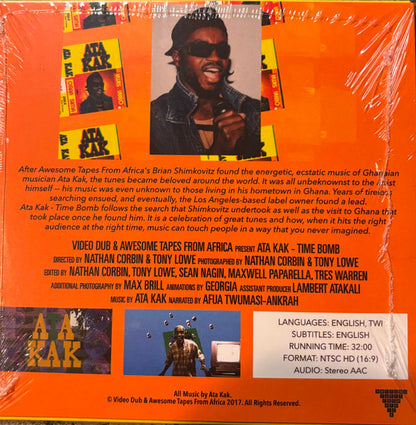 ATA
KAK
ATA
KAK
ATA
KAK
After Awesome Tapes From Africa's Brian Shimkovitz found the energetic, ecstatic music of Ghanaian
musician Ata Kak, the tunes became beloved around the world. It was all unbeknownst to the artist
himself – his music was even unknown to those living in his hometown in Ghana. Years of tireless
searching ensued, and eventually, the Los Angeles-based label owner found a lead.
Ata Kak - Time Bomb follows the search that Shimkovitz undertook as well as the visit to Ghana that
took place once he found him. It is a celebration of great tunes and how, when it hits the right
audience at the right time, music can touch people in a way that you never imagined.
VIDEO DUB & AWESOME TAPES FROM AFRICA PRESENT ATA KAK - TIME BOMB
DIRECTED BY NATHAN CORBIN & TONY LOWE PHOTOGRAPHED BY NATHAN CORBIN & TONY LOWE
EDITED BY NATHAN CORBIN, TONY LOWE, SEAN NAGIN, MAXWELL PAPARELLA, TRES WARREN
ADDITIONAL PHOTOGRAPHY BY MAX BRILL ANIMATIONS BY GEORGIA ASSISTANT PRODUCER LAMBERT ATAKALI
MUSIC BY ATA KAK NARRATED BY AFUA TWUMASI-ANKRAH
ATA
KAK
LANGUAGES: ENGLISH, TWI
SUBTITLES: ENGLISH
RUNNING TIME: 32:00
FORMAT: NTSC HD (16:9)
AUDIO: Stereo AAC
All Music by Ata Kak.
© Video Dub & Awesome Tapes From Africa 2017. All Rights Reserved.